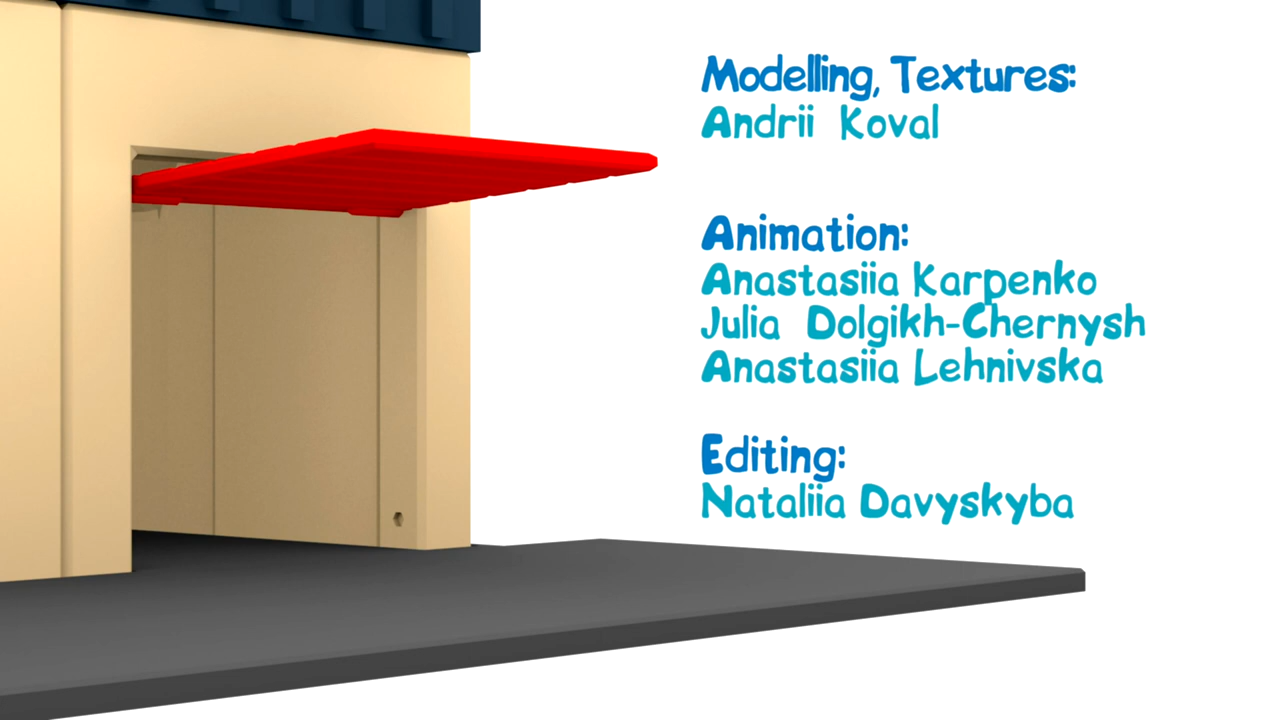 Modelling, Textures:
Andrii Koval
Animation:
Anastasiia Karpenko
Julia Dolgikh-Chernysh
Anastasiia Lehnivska
Editing:
Nataliia Davyskyba